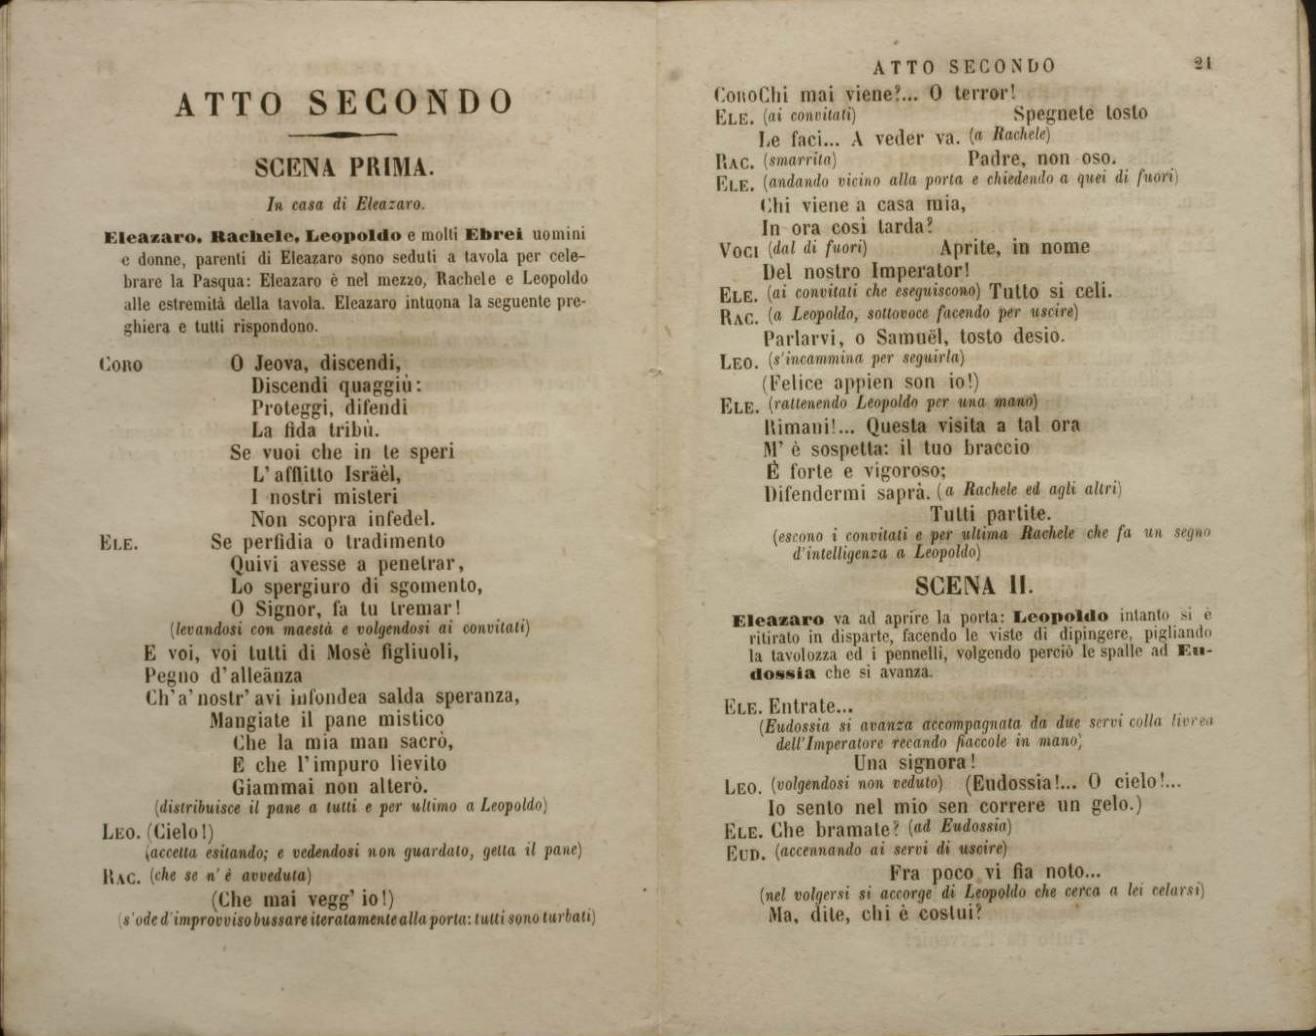 ATTO SECONDO
SCENA PRIMA.
In casa di Eleazaro.
Eleazaro, Rachele, Leopoldo e molti Ebrei uomini
e donne, parenti di Eleazaro sono seduti a tavola per cele-
brare la Pasqua: Eleazaro è nel mezzo, Rachele e Leopoldo
alle estremità della tavola. Eleazaro intuona la seguente pre-
ghiera e tutti rispondono.
CORO O Jeova, discendi,
Discendi quaggiù:
Proteggi, difendi
La fida tribù.
Se vuoi che in te speri
L'afflitto Isräèl,
I nostri misteri
Non scopra infedel.
ELE. Se perfidia o tradimento
Quivi avesse a penetrar,
Lo spergiuro di sgomento,
O Signor, fa tu tremar!
(levandosi con maestà e volgendosi ai convitati)
E voi, voi tutti di Mosè figliuoli,
Pegno d'alleänza
Ch'a' nostr' avi infondea salda speranza,
Mangiate il pane mistico
Che la mia man sacrò,
E che l'impuro lievito
Giammai non alterò.
(distribuisce il pane a tutti e per ultimo a Leopoldo)
LEO. (Cielo!)
(accetta esitando; e vedendosi non guardato, getta il pane)
RAC. (che se n'è avveduta)
(Che mai vegg' io!)
(s'ode d'improvviso bussare iteratamente alla porta: tutti sono turbati)
ATTO SECONDO 21
CORO Chi mai viene?... O terror!
ELE. (ai convitati) Spegnete tosto
Le faci... A veder va. (a Rachele)
RAC. (smarrita) Padre, non oso.
ELE. (andando vicino alla porta e chiedendo a quei di fuori)
Chi viene a casa mia,
In ora così tarda?
VOCI (dal di fuori) Aprite, in nome
Del nostro Imperator!
ELE. (ai convitati che eseguiscono) Tutto si celi.
RAC. (a Leopoldo, sottovoce facendo per uscire)
Parlarvi, o Samuël, tosto desio.
LEO. (s'incammina per seguirla)
(Felice appien son io!)
ELE. (rattenendo Leopoldo per una mano)
Rimani!... Questa visita a tal ora
M' è sospetta: il tuo braccio
È forte e vigoroso;
Difendermi saprà. (a Rachele ed agli altri)
Tutti partite.
(escono i convitati e per ultima Rachele che fa un segno
d'intelligenza a Leopoldo)
SCENA II.
Eleazaro va ad aprire la porta: Leopoldo intanto si è
ritirato in disparte, facendo le viste di dipingere, pigliando
la tavolozza ed i pennelli, volgendo perciò le spalle ad Eu-
dossia che si avanza.
ELE. Entrate...
(Eudossia si avanza accompagnata da due servi colla livrea
dell'Imperatore recando fiaccole in mano)
Una signora!
LEO. (volgendosi non veduto) (Eudossia!... O cielo!...
Io sento nel mio sen correre un gelo.)
ELE. Che bramate? (ad Eudossia)
EUD. (accennando ai servi di uscire)
Fra poco vi fia noto...
(nel volgersi si accorge di Leopoldo che cerca a lei celarsi)
Ma, dite, chi è costui?